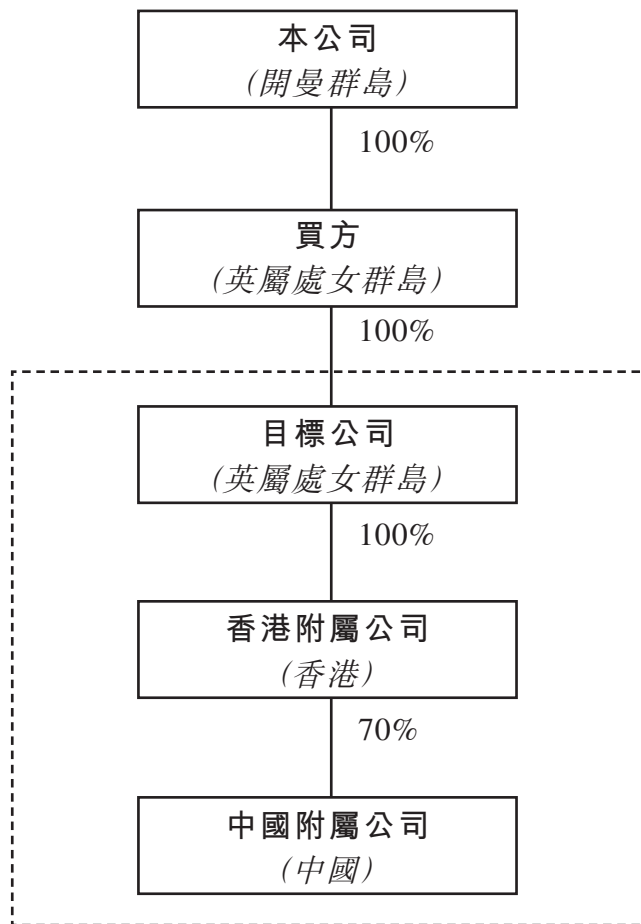 本公司
(開曼群島)
100%
買方
(英屬處女群島)
100%
目標公司
(英屬處女群島)
100%
香港附屬公司
(香港)
70%
中國附屬公司
(中國)